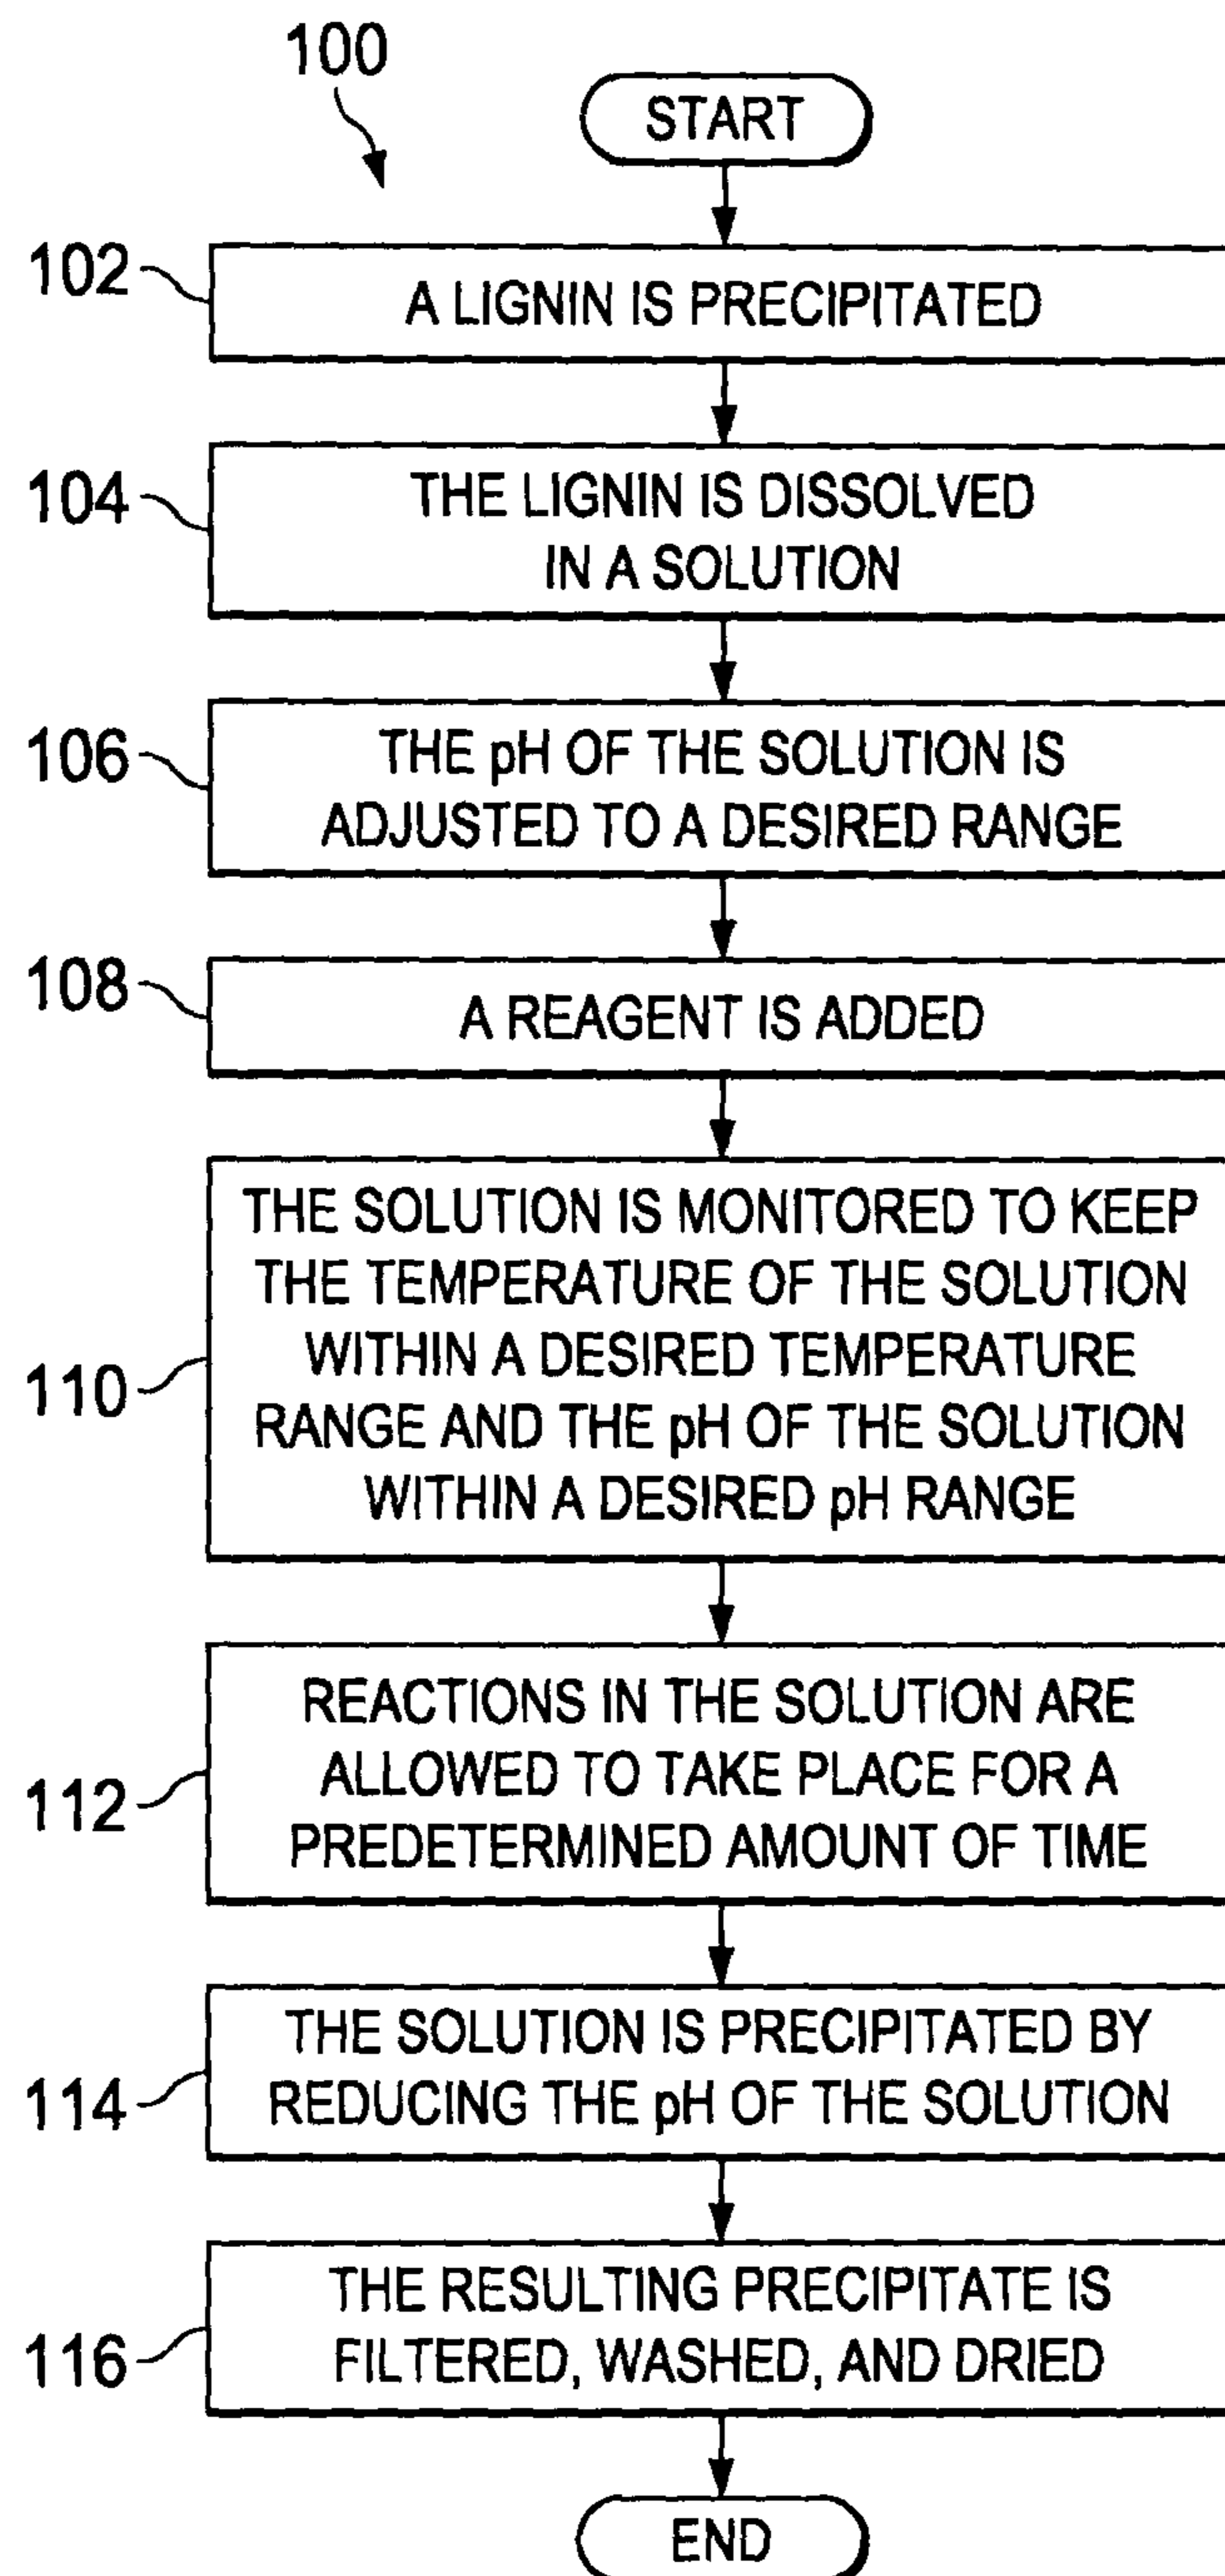 100
START
102
A LIGNIN IS PRECIPITATED
104
THE LIGNIN IS DISSOLVED
IN A SOLUTION
106
THE pH OF THE SOLUTION IS
ADJUSTED TO A DESIRED RANGE
108
A REAGENT IS ADDED
110
THE SOLUTION IS MONITORED TO KEEP
THE TEMPERATURE OF THE SOLUTION
WITHIN A DESIRED TEMPERATURE
RANGE AND THE pH OF THE SOLUTION
WITHIN A DESIRED pH RANGE
112
REACTIONS IN THE SOLUTION ARE
ALLOWED TO TAKE PLACE FOR A
PREDETERMINED AMOUNT OF TIME
114
THE SOLUTION IS PRECIPITATED BY
REDUCING THE pH OF THE SOLUTION
116
THE RESULTING PRECIPITATE IS
FILTERED, WASHED, AND DRIED
END